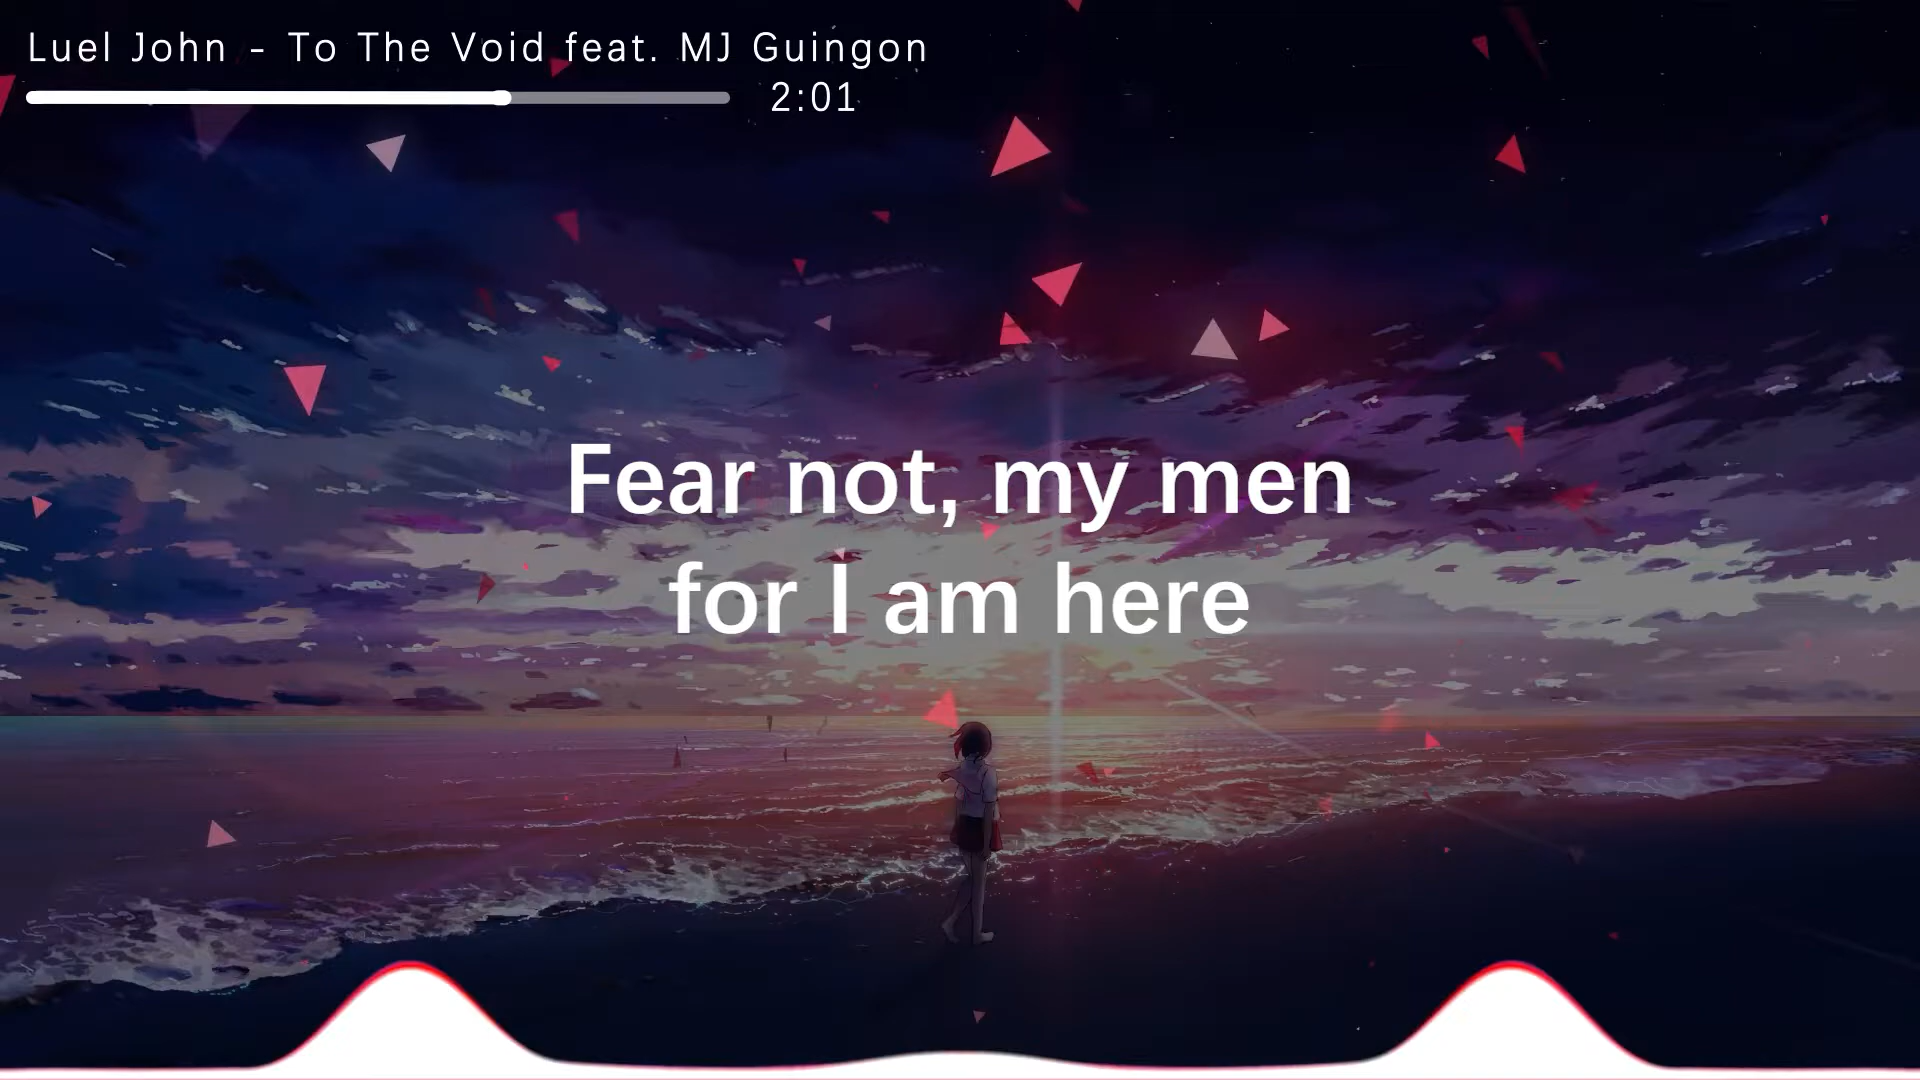 Luel John - To The Void feat. MJ Guingon
2:01
Fear not, my men
for I am here